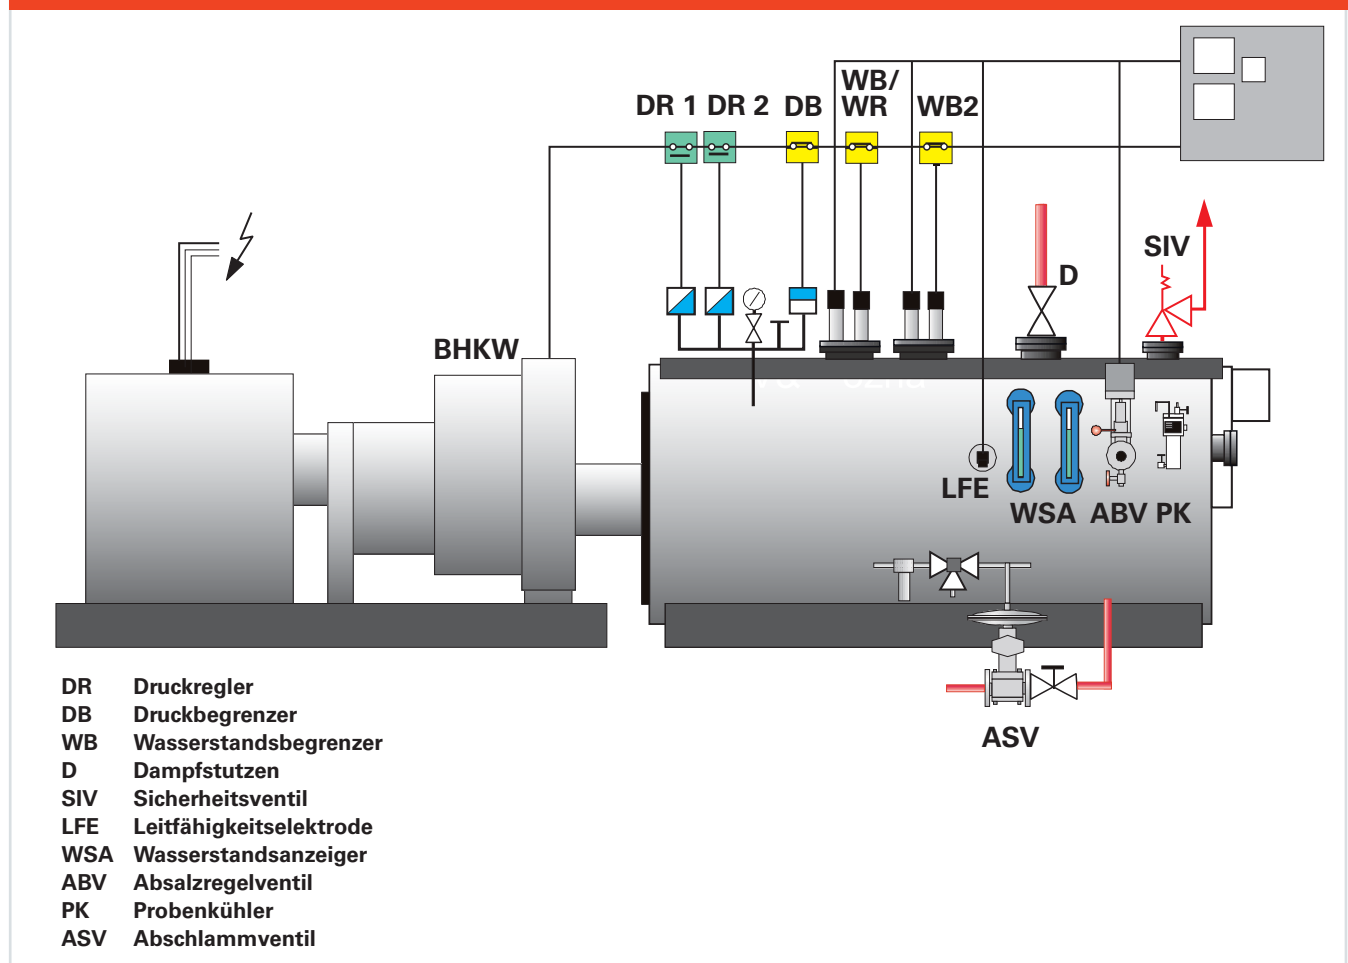 WB/
DR 1 DR 2 DB WR WB2
SIV
D
BHKW
LFE
WSA ABV PK
ASV
DR Druckregler
DB Druckbegrenzer
WB Wasserstandsbegrenzer
D Dampfstutzen
SIV Sicherheitsventil
LFE Leitfähigkeitselektrode
WSA Wasserstandsanzeiger
ABV Absalzregelventil
PK Probenkühler
ASV Abschlammventil